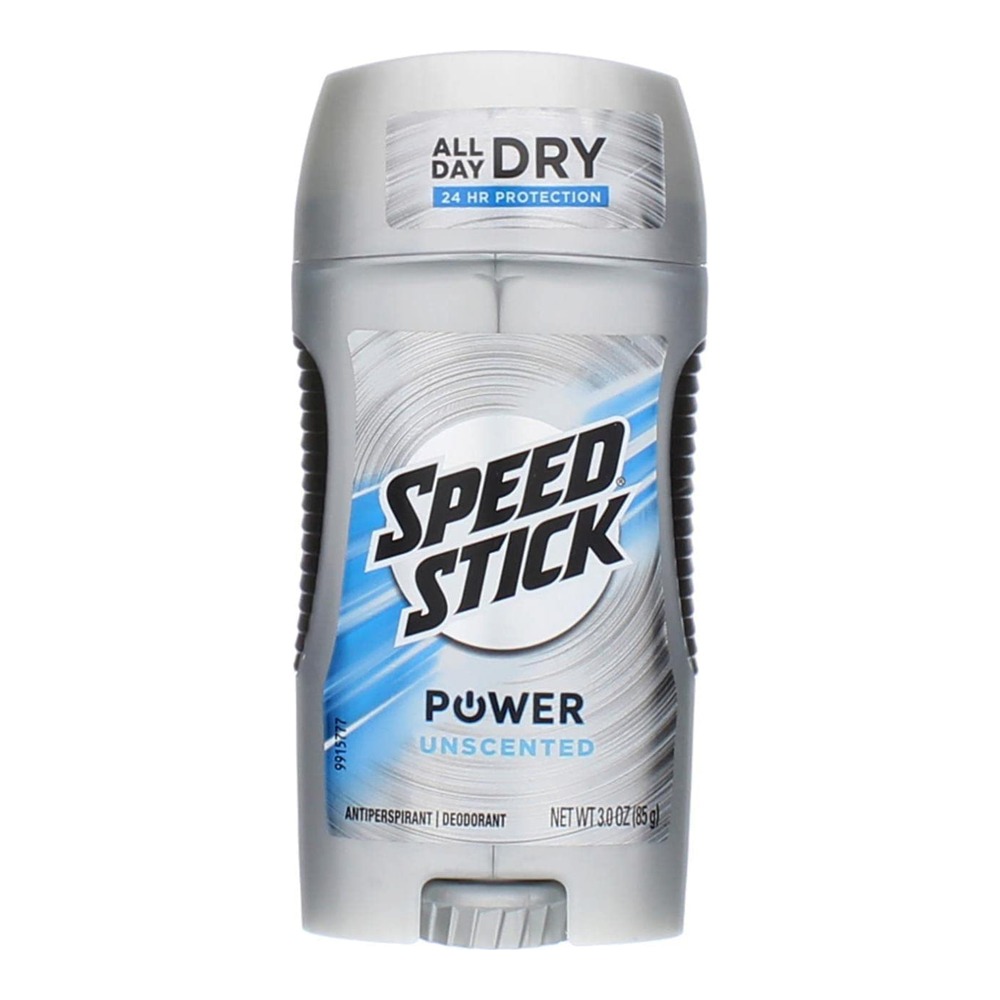 ALL DAY DRY
24 HR PROTECTION
SPEED
STICK®
POWER
UNSCENTED
9915777
ANTIPERSPIRANT | DEODORANT NET WT 3.0 OZ (85 g)